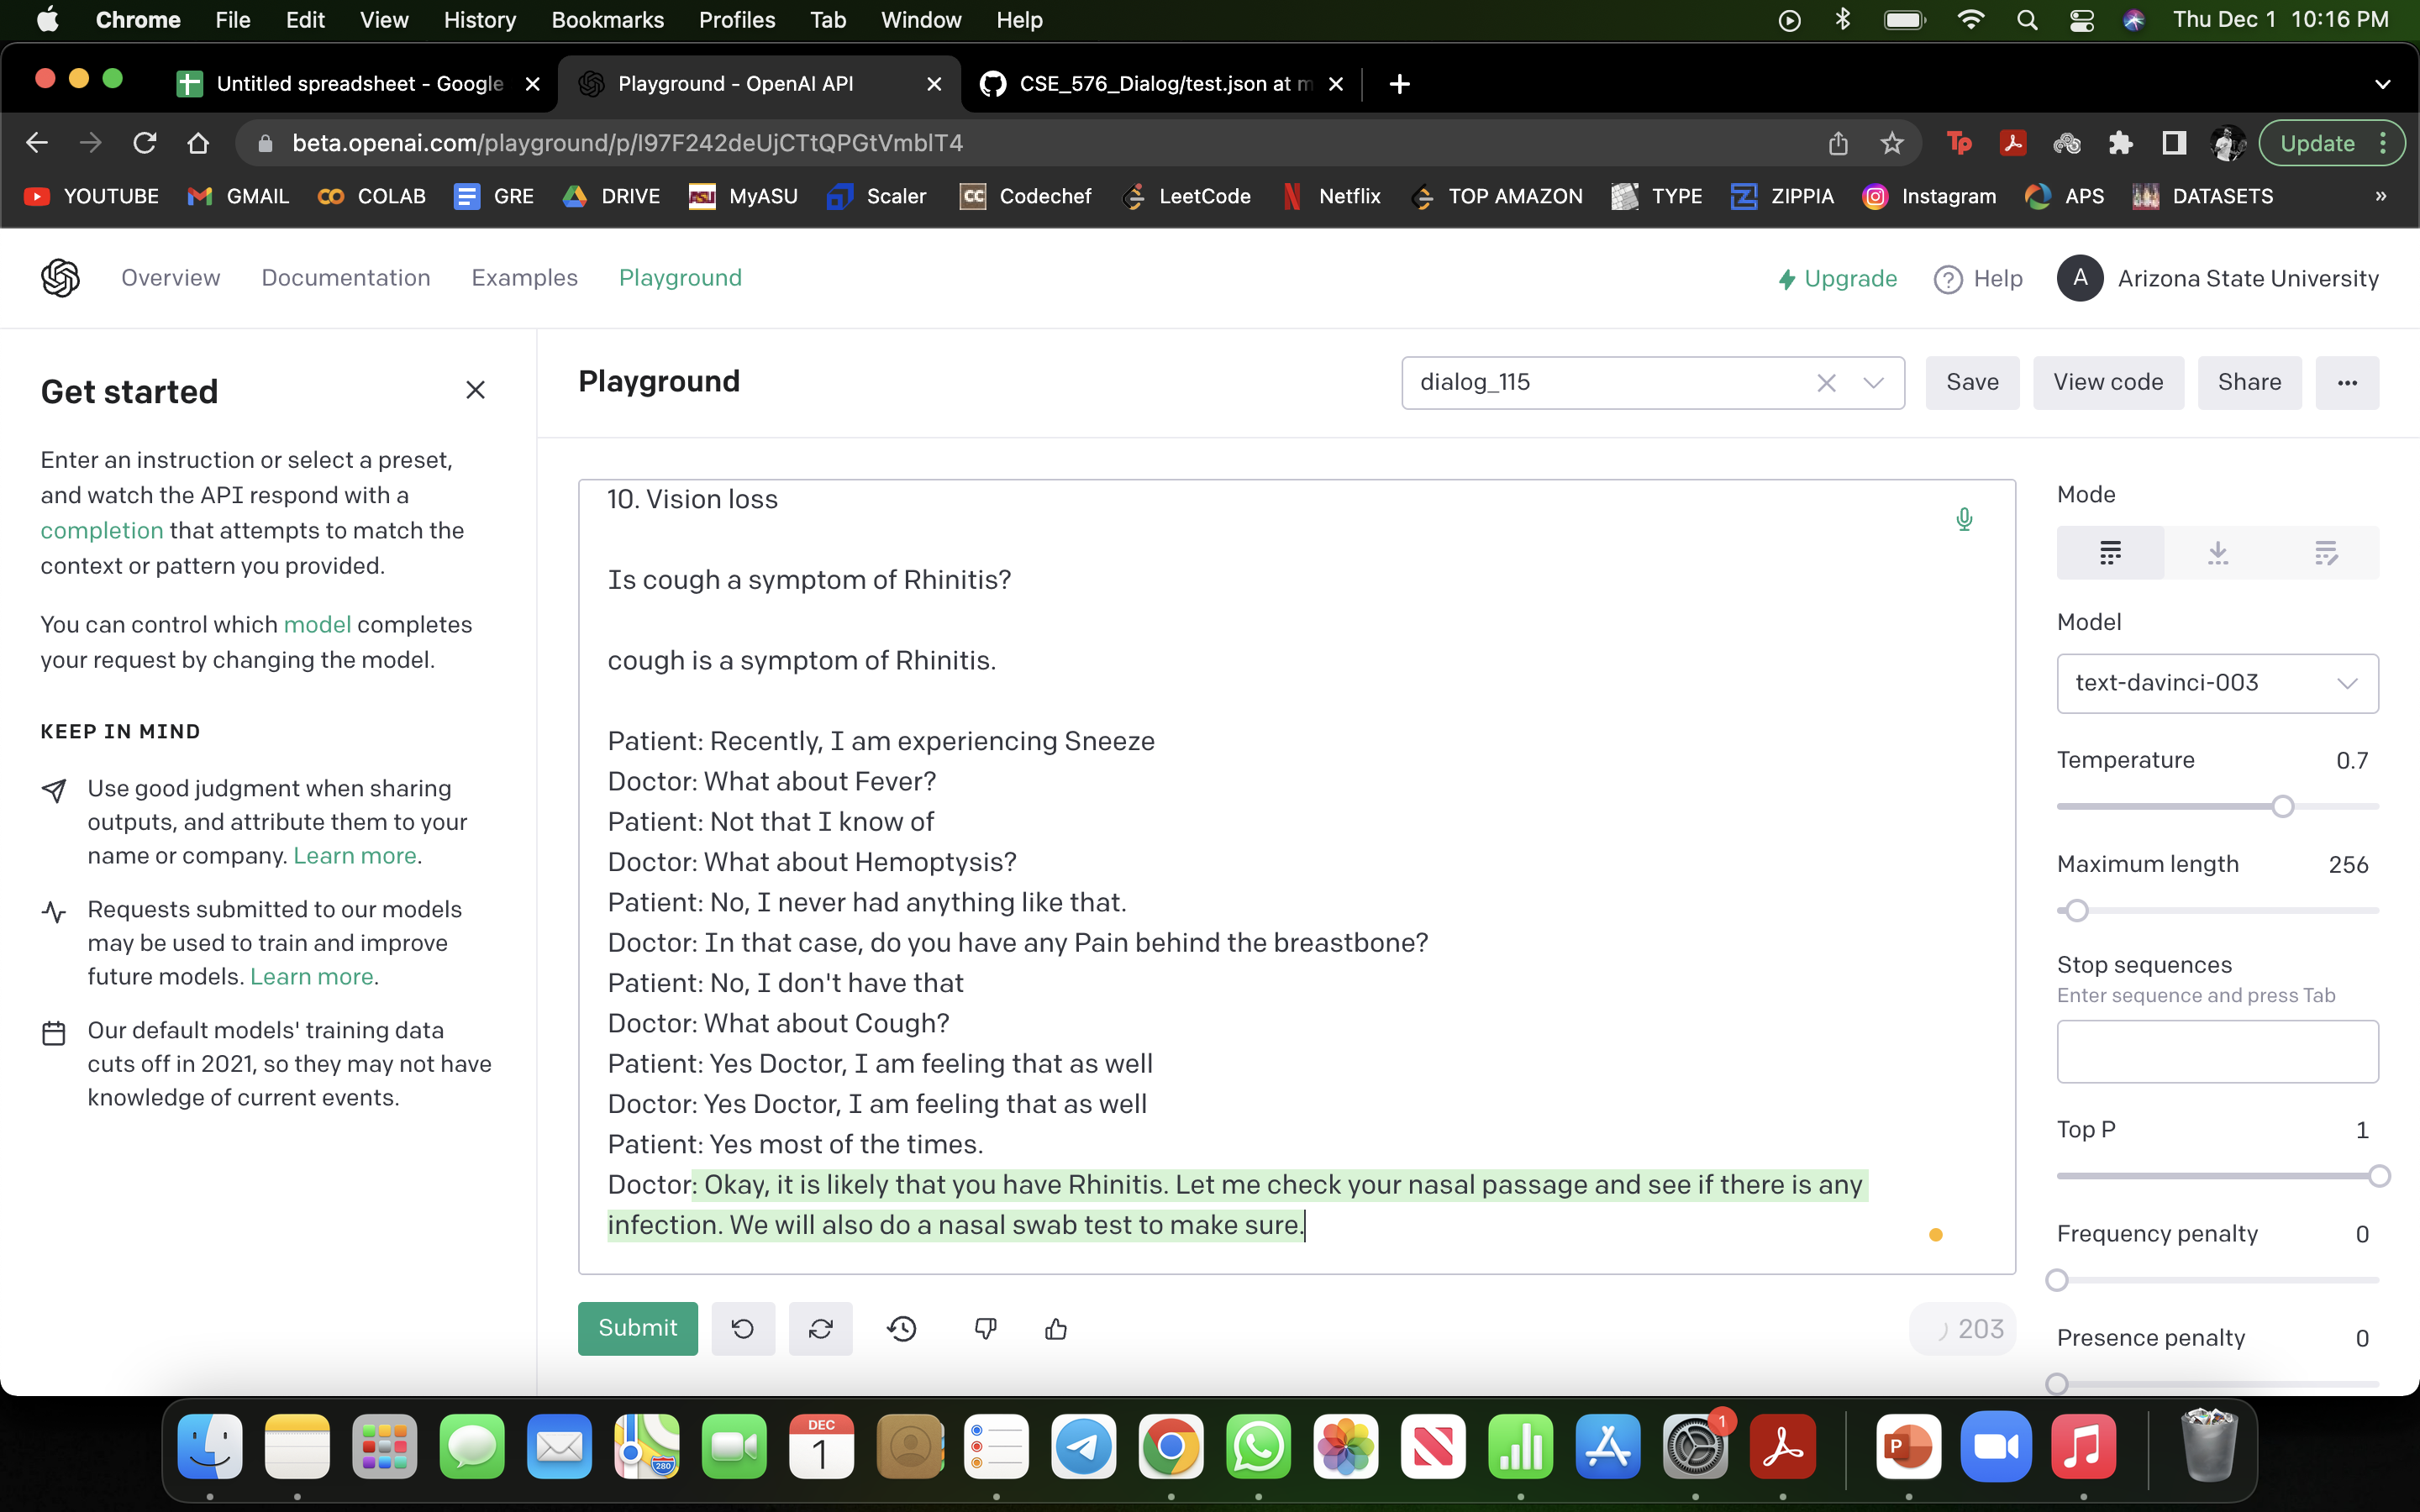 Chrome File Edit View History Bookmarks Profiles Tab Window Help Thu Dec 1 10:16 PM
Untitled spreadsheet - Google Playground - OpenAI API CSE_576_Dialog/test.json at m
beta.openai.com/playground/p/I97F242deUjCTtQPGtVmblT4 Update
YOUTUBE GMAIL COLAB GRE DRIVE MyASU Scaler Codechef LeetCode Netflix TOP AMAZON TYPE ZIPPIA Instagram APS DATASETS »
Overview Documentation Examples Playground Upgrade Help A Arizona State University
Get started
Enter an instruction or select a preset,
and watch the API respond with a
completion that attempts to match the
context or pattern you provided.
You can control which model completes
your request by changing the model.
KEEP IN MIND
Use good judgment when sharing
outputs, and attribute them to your
name or company. Learn more.
Requests submitted to our models
may be used to train and improve
future models. Learn more.
Our default models' training data
cuts off in 2021, so they may not have
knowledge of current events.
Playground dialog_115 Save View code Share ...
10. Vision loss
Is cough a symptom of Rhinitis?
cough is a symptom of Rhinitis.
Patient: Recently, I am experiencing Sneeze
Doctor: What about Fever?
Patient: Not that I know of
Doctor: What about Hemoptysis?
Patient: No, I never had anything like that.
Doctor: In that case, do you have any Pain behind the breastbone?
Patient: No, I don't have that
Doctor: What about Cough?
Patient: Yes Doctor, I am feeling that as well
Doctor: Yes Doctor, I am feeling that as well
Patient: Yes most of the times.
Doctor: Okay, it is likely that you have Rhinitis. Let me check your nasal passage and see if there is any
infection. We will also do a nasal swab test to make sure.
Submit 203
Mode
Model
text-davinci-003
Temperature 0.7
Maximum length 256
Stop sequences
Enter sequence and press Tab
Top P 1
Frequency penalty 0
Presence penalty 0
280 DEC 1 1 P